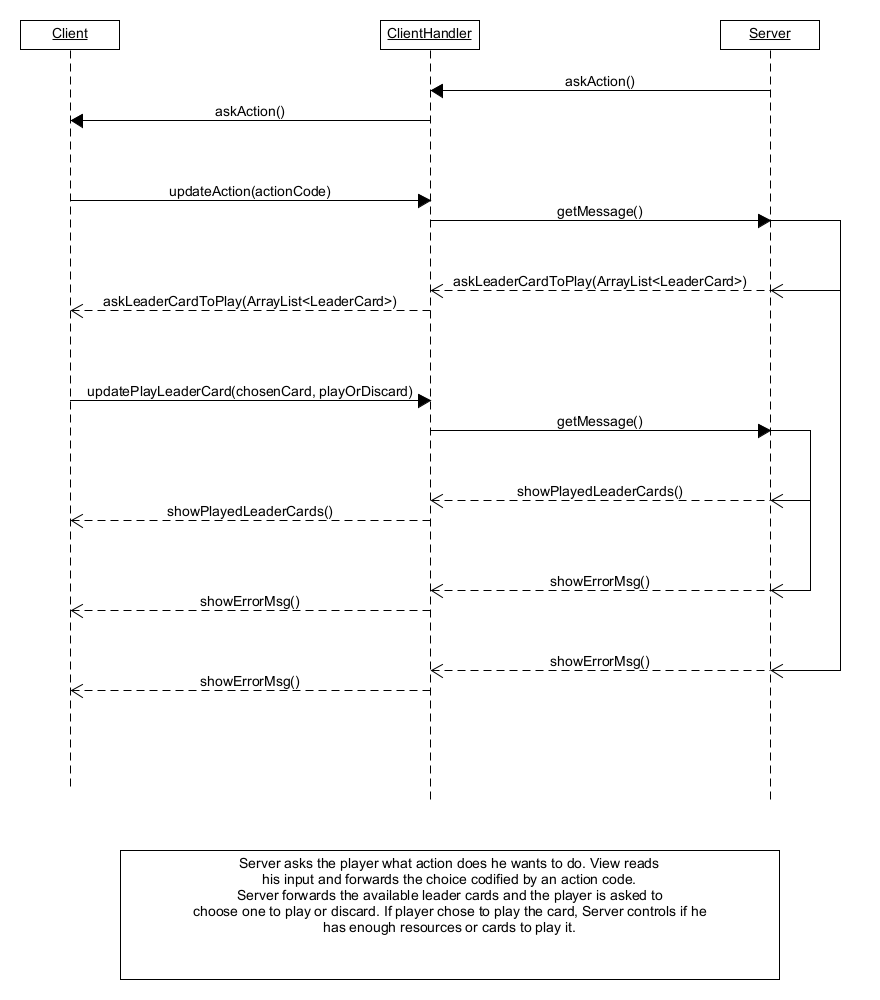 Client
ClientHandler
Server
askAction()
askAction()
updateAction(actionCode)
getMessage()
askLeaderCardToPlay(ArrayList<LeaderCard>)
askLeaderCardToPlay(ArrayList<LeaderCard>)
updatePlayLeaderCard(chosenCard, playOrDiscard)
getMessage()
showPlayedLeaderCards()
showPlayedLeaderCards()
showErrorMsg()
showErrorMsg()
showErrorMsg()
showErrorMsg()
Server asks the player what action does he wants to do. View reads
his input and forwards the choice codified by an action code.
Server forwards the available leader cards and the player is asked to
choose one to play or discard. If player chose to play the card, Server controls if he
has enough resources or cards to play it.